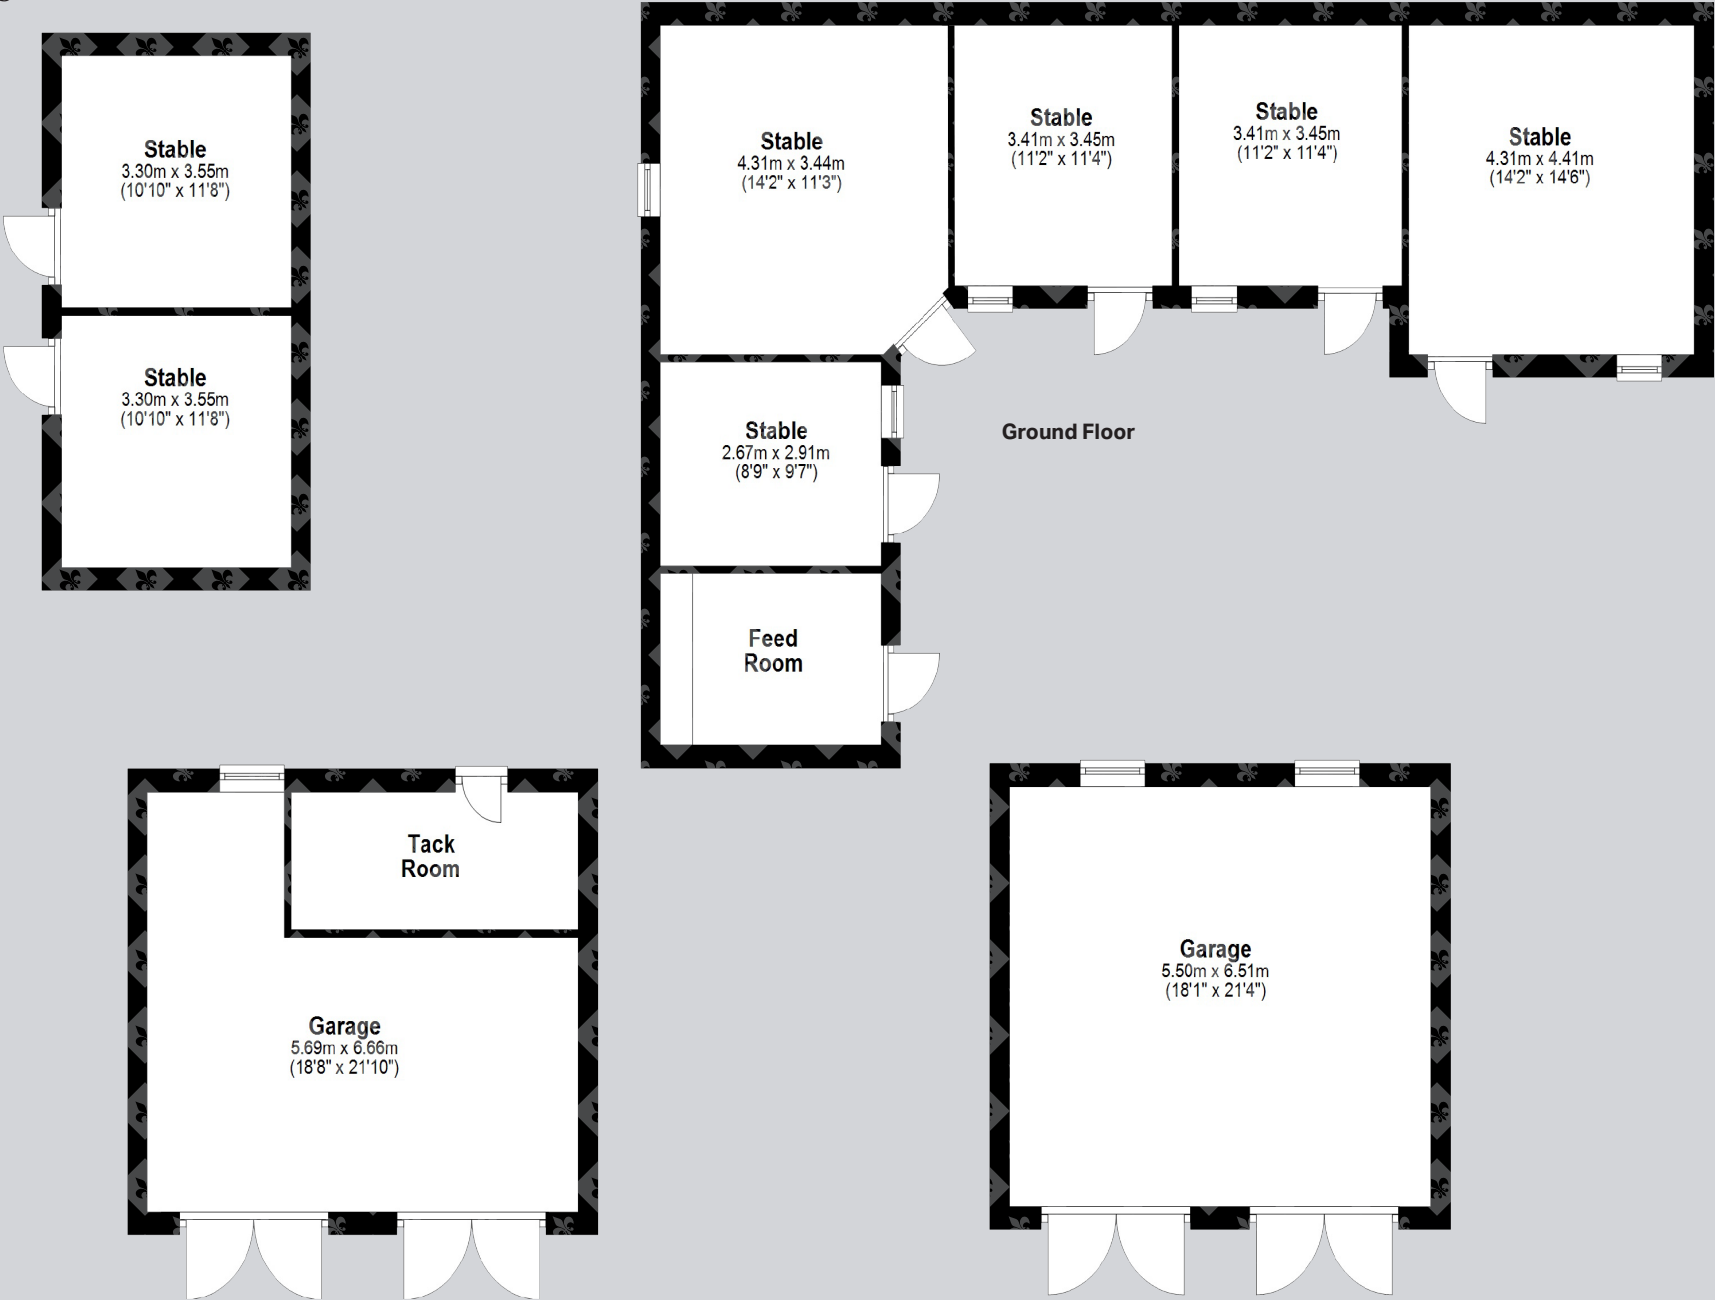 Stable
3.30m x 3.55m
(10'10" x 11'8")
Stable
3.30m x 3.55m
(10'10" x 11'8")
Stable
4.31m x 3.44m
(14'2" x 11'3")
Stable
3.41m x 3.45m
(11'2" x 11'4")
Stable
3.41m x 3.45m
(11'2" x 11'4")
Stable
4.31m x 4.41m
(14'2" x 14'6")
Stable
2.67m x 2.91m
(8'9" x 9'7")
Ground Floor
Feed
Room
Tack
Room
Garage
5.69m x 6.66m
(18'8" x 21'10")
Garage
5.50m x 6.51m
(18'1" x 21'4")